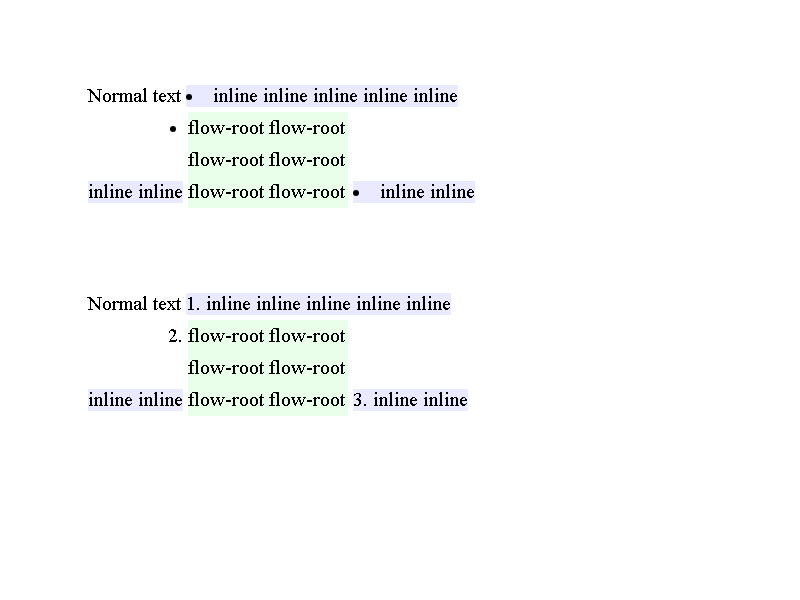 Normal text • inline inline inline inline inline
• flow-root flow-root
flow-root flow-root
inline inline flow-root flow-root • inline inline
Normal text 1. inline inline inline inline inline
2. flow-root flow-root
flow-root flow-root
inline inline flow-root flow-root 3. inline inline